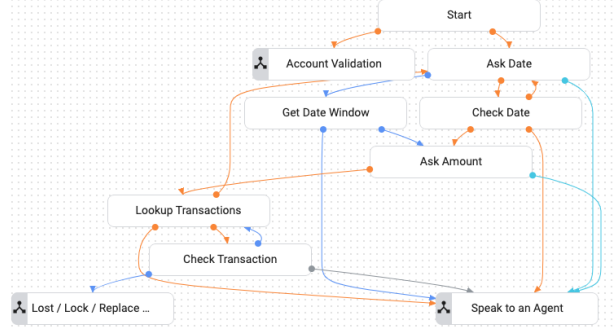 Start
Account Validation
Ask Date
Get Date Window
Check Date
Ask Amount
Lookup Transactions
Check Transaction
Lost / Lock / Replace ...
Speak to an Agent